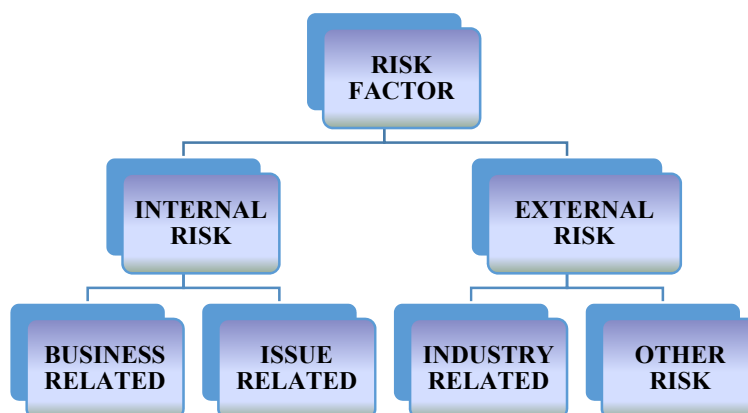 RISK
FACTOR
INTERNAL
RISK
EXTERNAL
RISK
BUSINESS
RELATED
ISSUE
RELATED
INDUSTRY
RELATED
OTHER
RISK